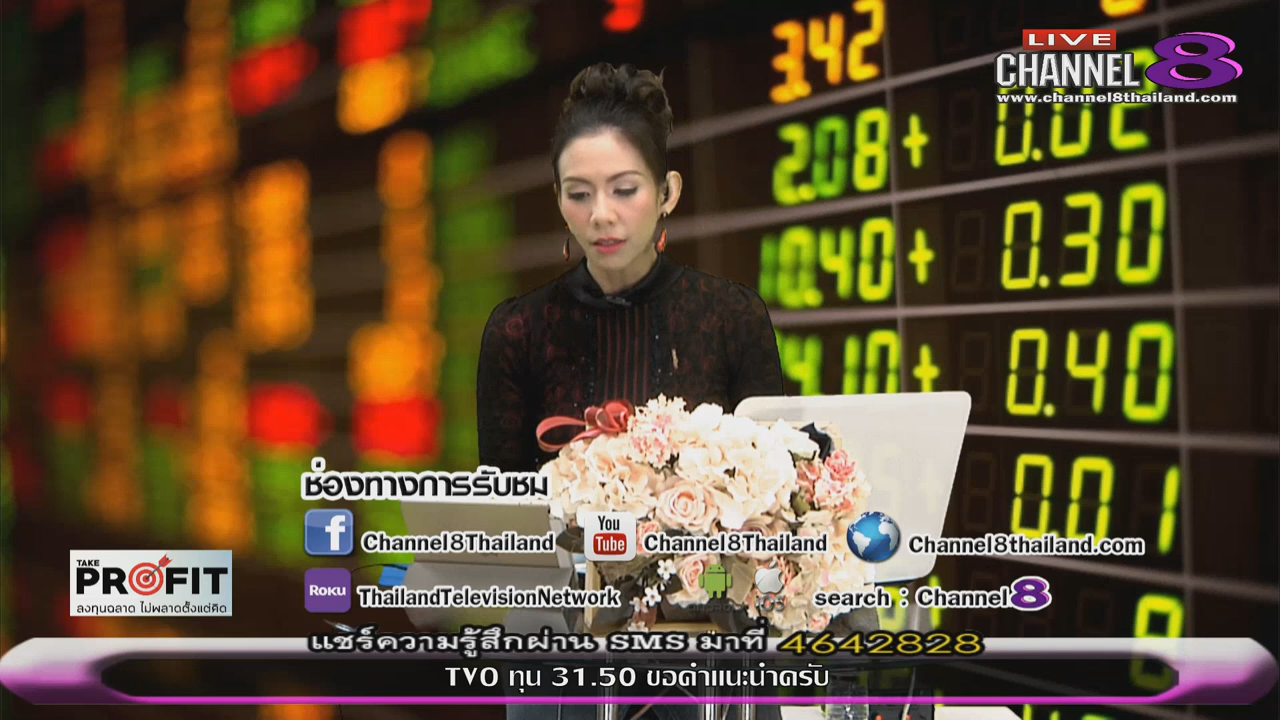 LIVE
CHANNEL 8
www.channel8thailand.com
3.42
2.08 + 0.02
10.40 + 0.30
4.10 + 0.40
0.01
ช่องทางการรับชม
f Channel8Thailand You Tube Channel8Thailand Channel8thailand.com
ROKU ThailandTelevisionNetwork ANDROID iOS search : Channel8
TAKE
PROFIT
ลงทุนฉลาด ไม่พลาดตั้งแต่คิด
แชร์ความรู้สึกผ่าน SMS มาที่ 4642828
TVO ทุน 31.50 ขอคำแนะนำครับ